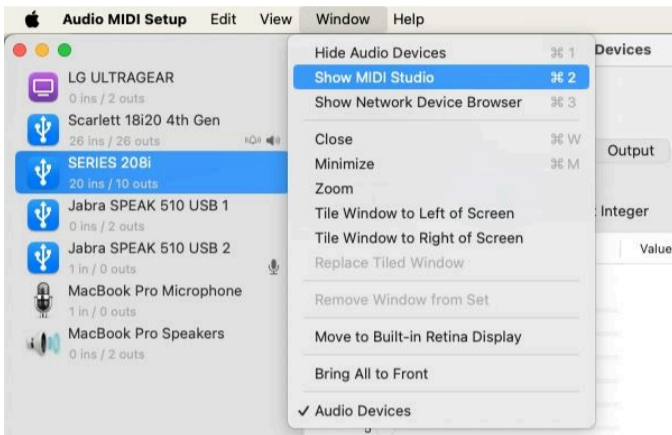 Audio MIDI Setup Edit View Window Help
LG ULTRAGEAR
0 ins / 2 outs
Scarlett 18i20 4th Gen
26 ins / 26 outs
SERIES 208i
20 ins / 10 outs
Jabra SPEAK 510 USB 1
0 ins / 2 outs
Jabra SPEAK 510 USB 2
1 in / 0 outs
MacBook Pro Microphone
1 in / 0 outs
MacBook Pro Speakers
0 ins / 2 outs
Hide Audio Devices ⌘ 1
Show MIDI Studio ⌘ 2
Show Network Device Browser ⌘ 3
Close ⌘ W
Minimize ⌘ M
Zoom
Tile Window to Left of Screen
Tile Window to Right of Screen
Replace Tiled Window
Remove Window from Set
Move to Built-in Retina Display
Bring All to Front
✓ Audio Devices
Devices
Output
Integer
Value